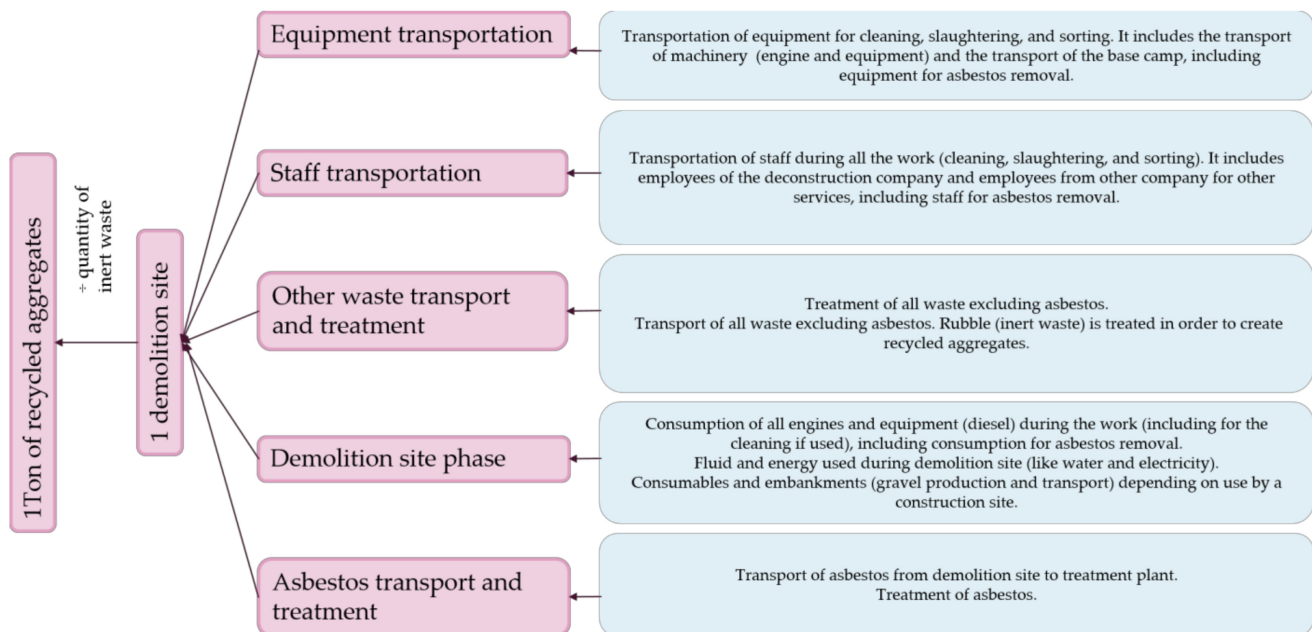 Equipment transportation
Transportation of equipment for cleaning, slaughtering, and sorting. It includes the transport
of machinery (engine and equipment) and the transport of the base camp, including
equipment for asbestos removal.
Staff transportation
Transportation of staff during all the work (cleaning, slaughtering, and sorting). It includes
employees of the deconstruction company and employees from other company for other
services, including staff for asbestos removal.
1Ton of recycled aggregates
÷ quantity of
inert waste
1 demolition site
Other waste transport
and treatment
Treatment of all waste excluding asbestos.
Transport of all waste excluding asbestos. Rubble (inert waste) is treated in order to create
recycled aggregates.
Demolition site phase
Consumption of all engines and equipment (diesel) during the work (including for the
cleaning if used), including consumption for asbestos removal.
Fluid and energy used during demolition site (like water and electricity).
Consumables and embankments (gravel production and transport) depending on use by a
construction site.
Asbestos transport and
treatment
Transport of asbestos from demolition site to treatment plant.
Treatment of asbestos.